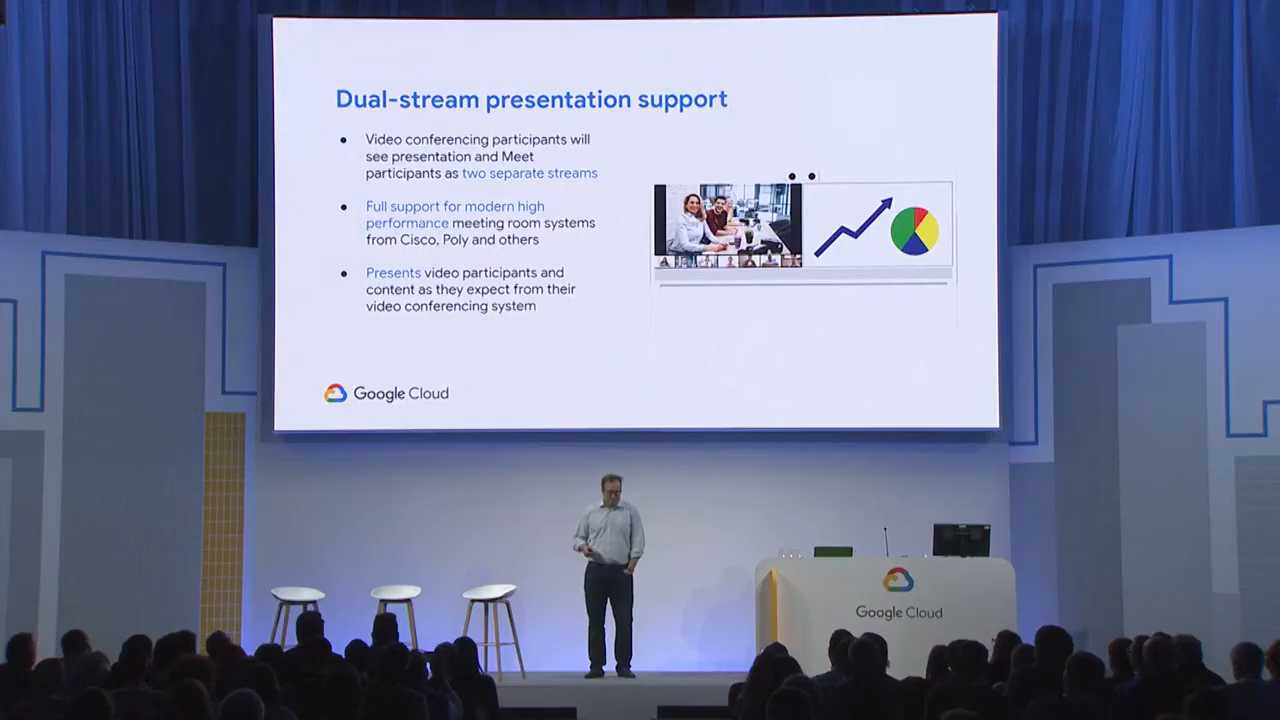 Dual-stream presentation support
● Video conferencing participants will
see presentation and Meet
participants as two separate streams
● Full support for modern high
performance meeting room systems
from Cisco, Poly and others
● Presents video participants and
content as they expect from their
video conferencing system
Google Cloud
Google Cloud